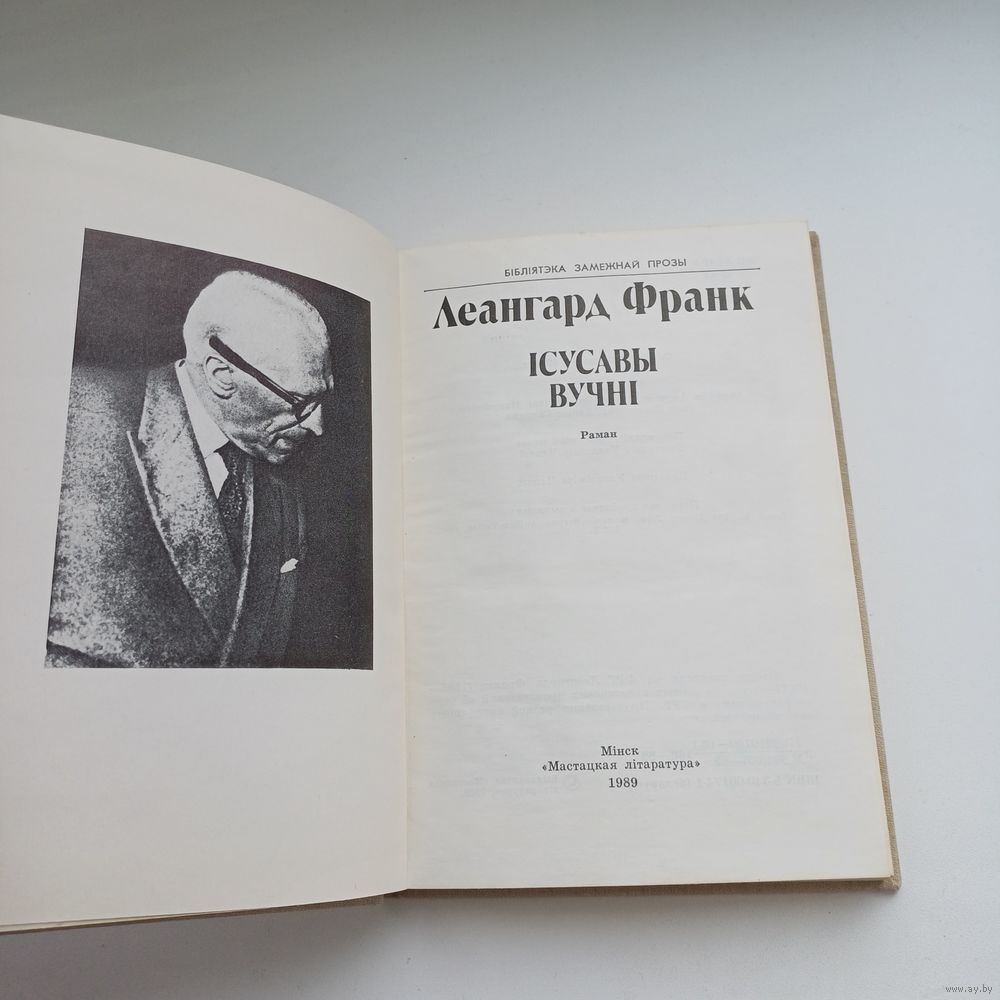 БІБЛІЯТЭКА ЗАМЕЖНАЙ ПРОЗЫ
Леангард Франк
ІСУСАВЫ
ВУЧНІ
Раман
Мінск
«Мастацкая літаратура»
1989
www.ay.by